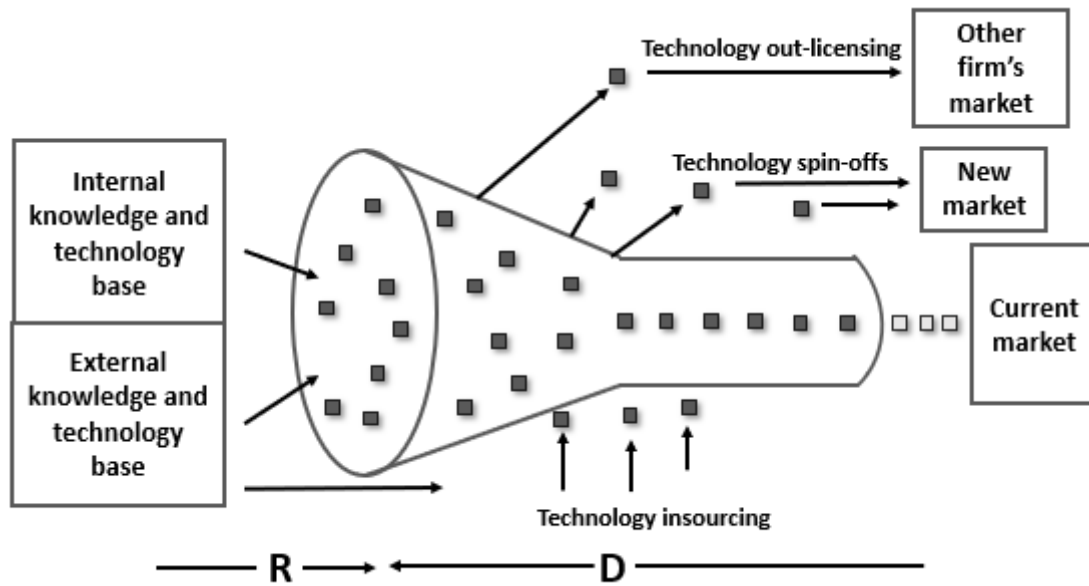 Technology out-licensing
Other
firm's
market
Internal
knowledge and
technology
base
Technology spin-offs
New
market
External
knowledge and
technology
base
Current
market
Technology insourcing
R
D